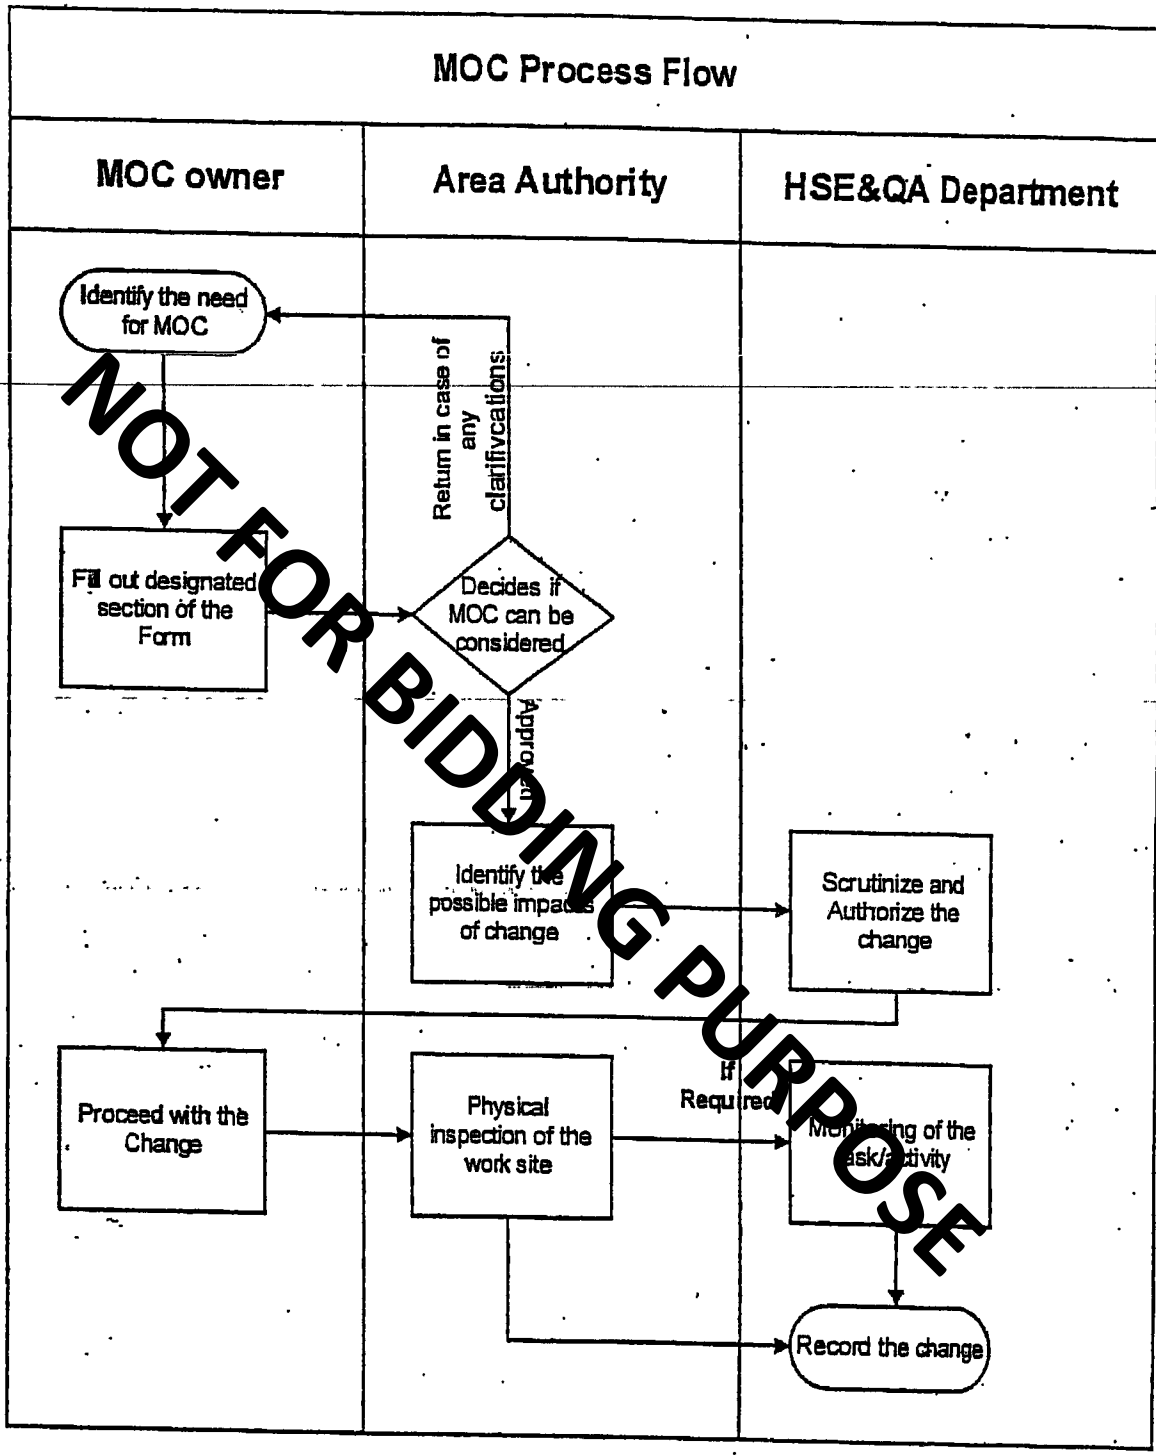 MOC Process Flow
MOC owner
Area Authority
HSE&QA Department
Identify the need
for MOC
Return in case of
any
clarifivcations
Fill out designated
section of the
Form
Decides if
MOC can be
considered
Approved
Identify the
possible impacts
of change
Scrutinize and
Authorize the
change
Proceed with the
Change
Physical
inspection of the
work site
If
Required
Monitoring of the
task/activity
Record the change
NOT FOR BIDDING PURPOSE